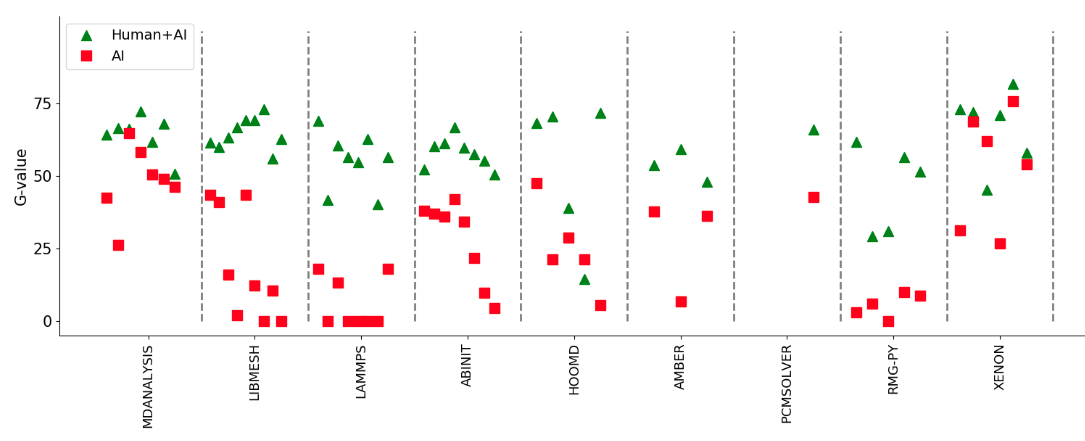 Human+AI
AI
G-value
75
50
25
0
MDANALYSIS
LIBMESH
LAMMPS
ABINIT
HOOMD
AMBER
PCMSOLVER
RMG-PY
XENON